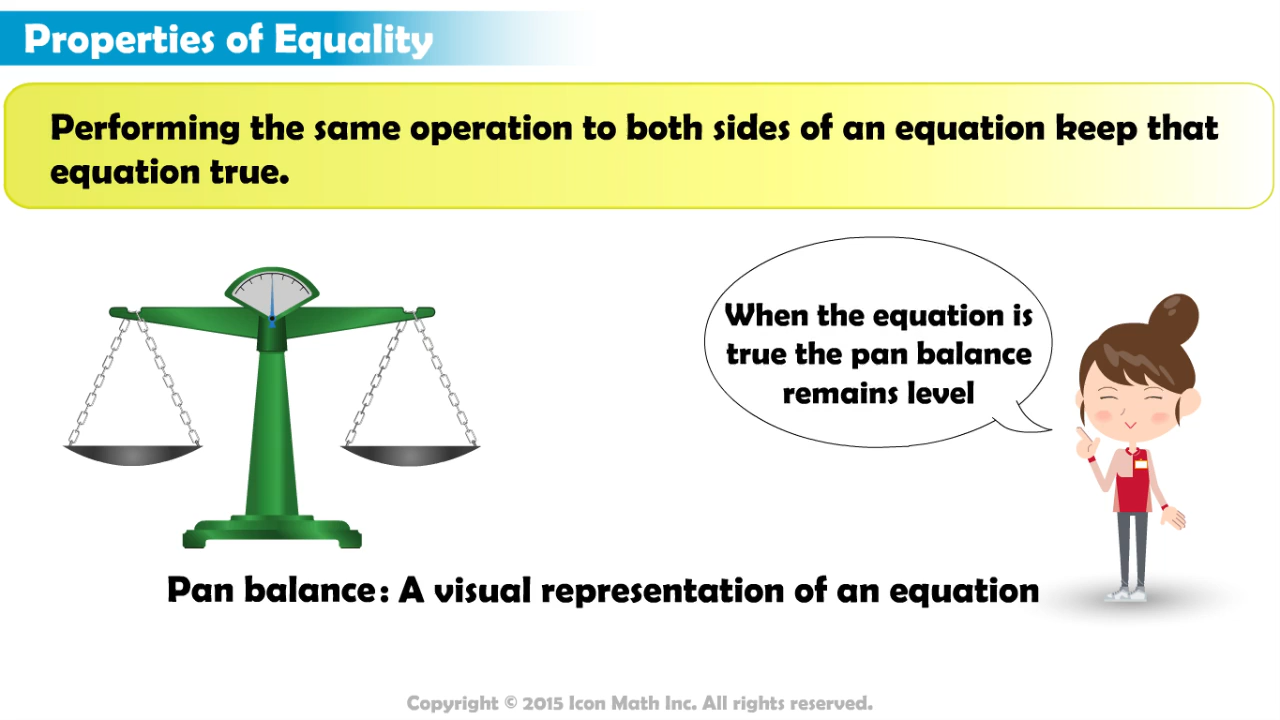 Properties of Equality
Performing the same operation to both sides of an equation keep that
equation true.
When the equation is
true the pan balance
remains level
Pan balance: A visual representation of an equation
Copyright © 2015 Icon Math Inc. All rights reserved.